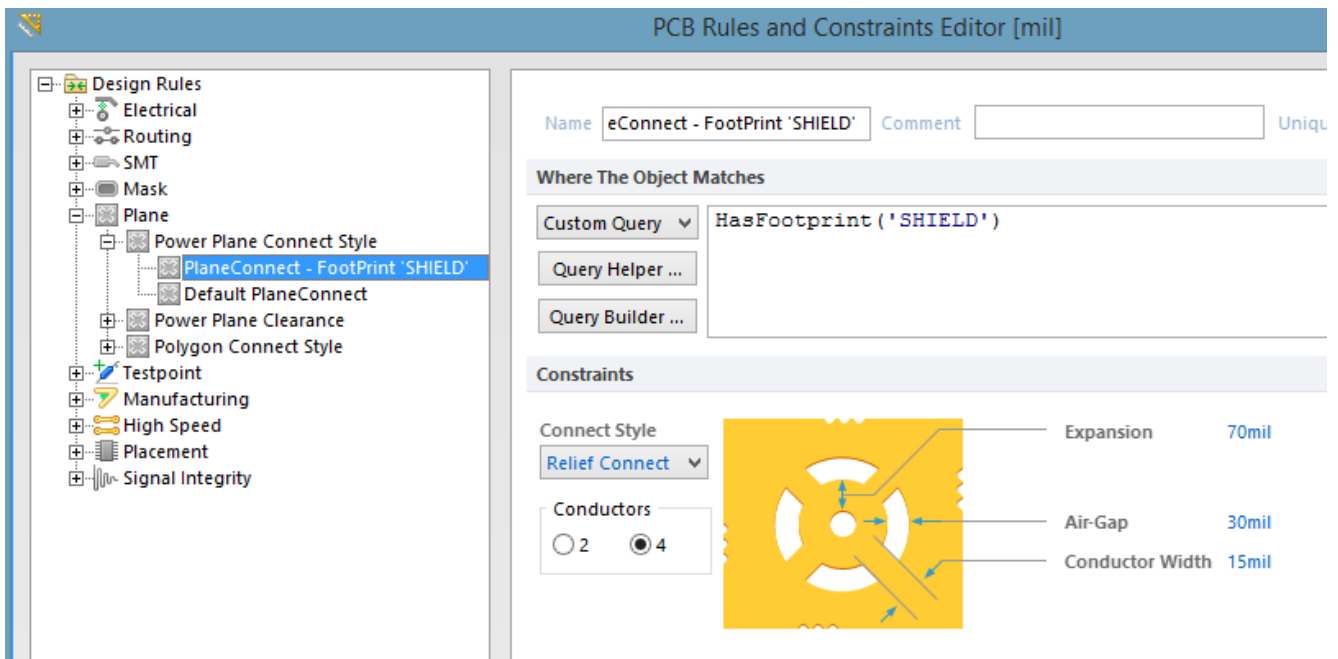 PCB Rules and Constraints Editor [mil]
Design Rules
Electrical
Routing
SMT
Mask
Plane
Power Plane Connect Style
PlaneConnect - FootPrint 'SHIELD'
Default PlaneConnect
Power Plane Clearance
Polygon Connect Style
Testpoint
Manufacturing
High Speed
Placement
Signal Integrity
Name eConnect - FootPrint 'SHIELD' Comment Uniqu
Where The Object Matches
Custom Query HasFootprint('SHIELD')
Query Helper ...
Query Builder ...
Constraints
Connect Style
Relief Connect
Conductors
2 4
Expansion 70mil
Air-Gap 30mil
Conductor Width 15mil